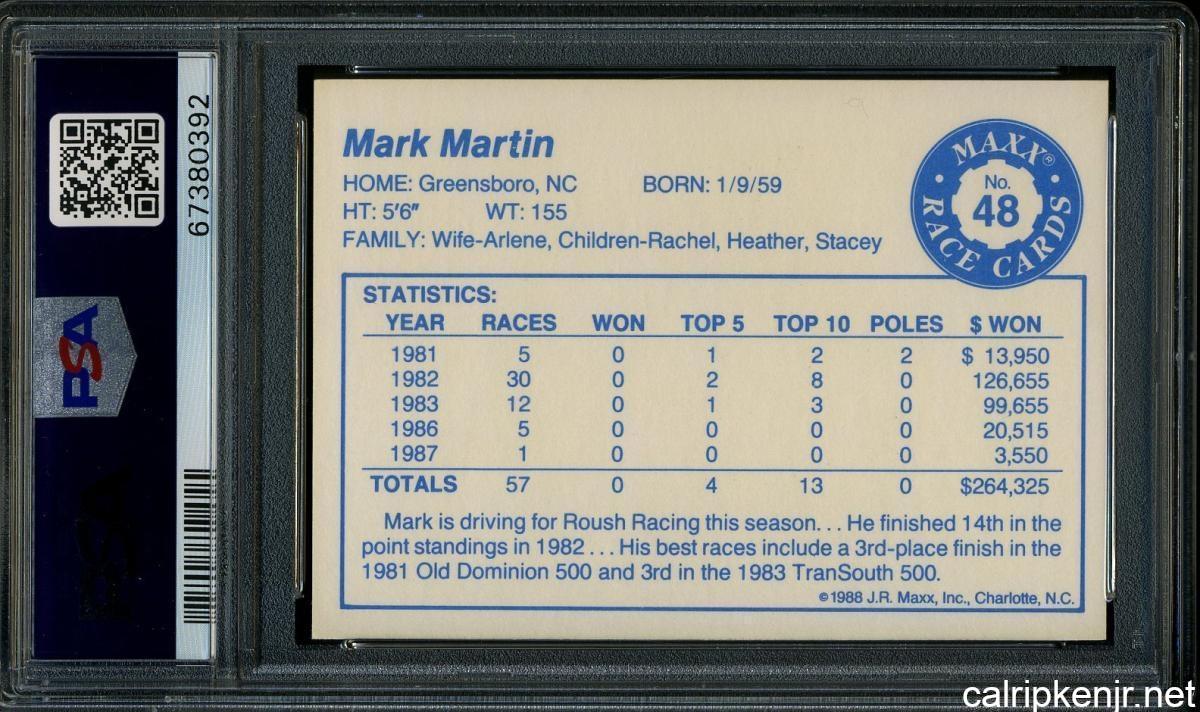 67380392
PSA
Mark Martin
HOME: Greensboro, NC BORN: 1/9/59
HT: 5'6" WT: 155
FAMILY: Wife-Arlene, Children-Rachel, Heather, Stacey
MAXX®
No.
48
RACE CARDS
STATISTICS:
YEAR RACES WON TOP 5 TOP 10 POLES $ WON
1981 5 0 1 2 2 $ 13,950
1982 30 0 2 8 0 126,655
1983 12 0 1 3 0 99,655
1986 5 0 0 0 0 20,515
1987 1 0 0 0 0 3,550
TOTALS 57 0 4 13 0 $264,325
Mark is driving for Roush Racing this season... He finished 14th in the
point standings in 1982 ... His best races include a 3rd-place finish in the
1981 Old Dominion 500 and 3rd in the 1983 TranSouth 500.
©1988 J.R. Maxx, Inc., Charlotte, N.C.
calripkenjr.net